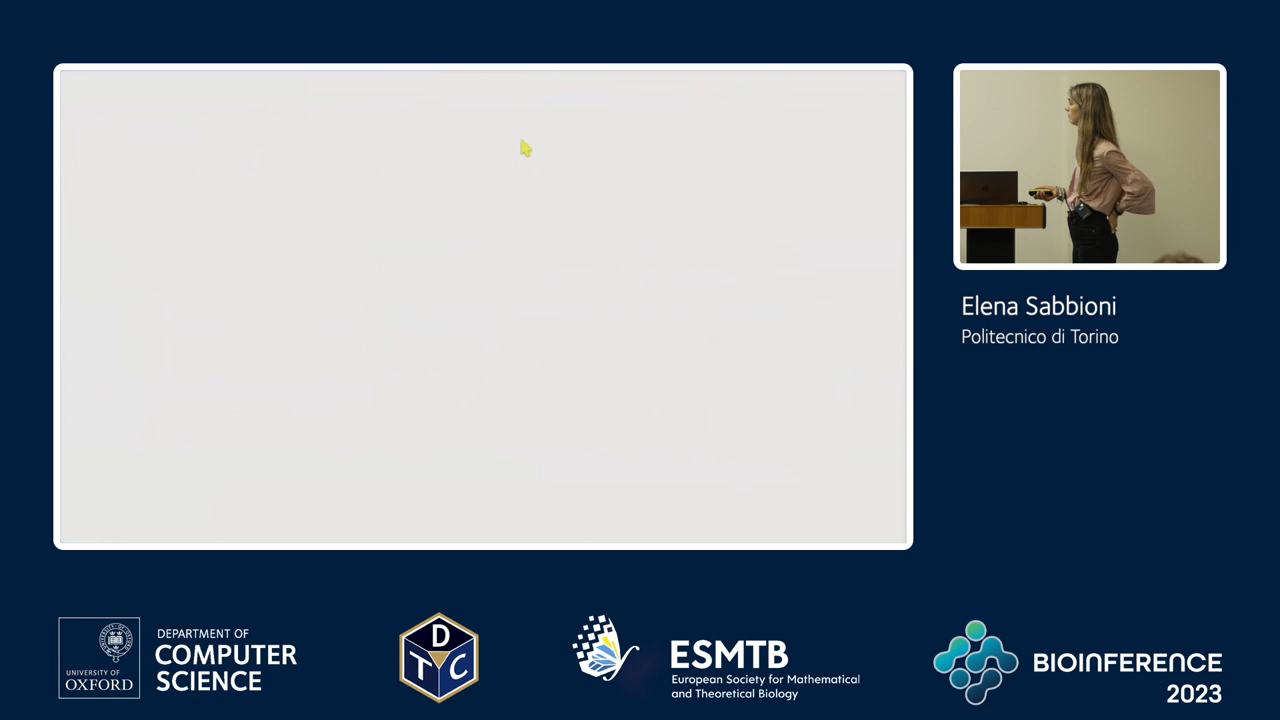 Elena Sabbioni
Politecnico di Torino
UNIVERSITY OF
OXFORD
DEPARTMENT OF
COMPUTER
SCIENCE
D
T C
ESMTB
European Society for Mathematical
and Theoretical Biology
BIOINFERENCE
2023